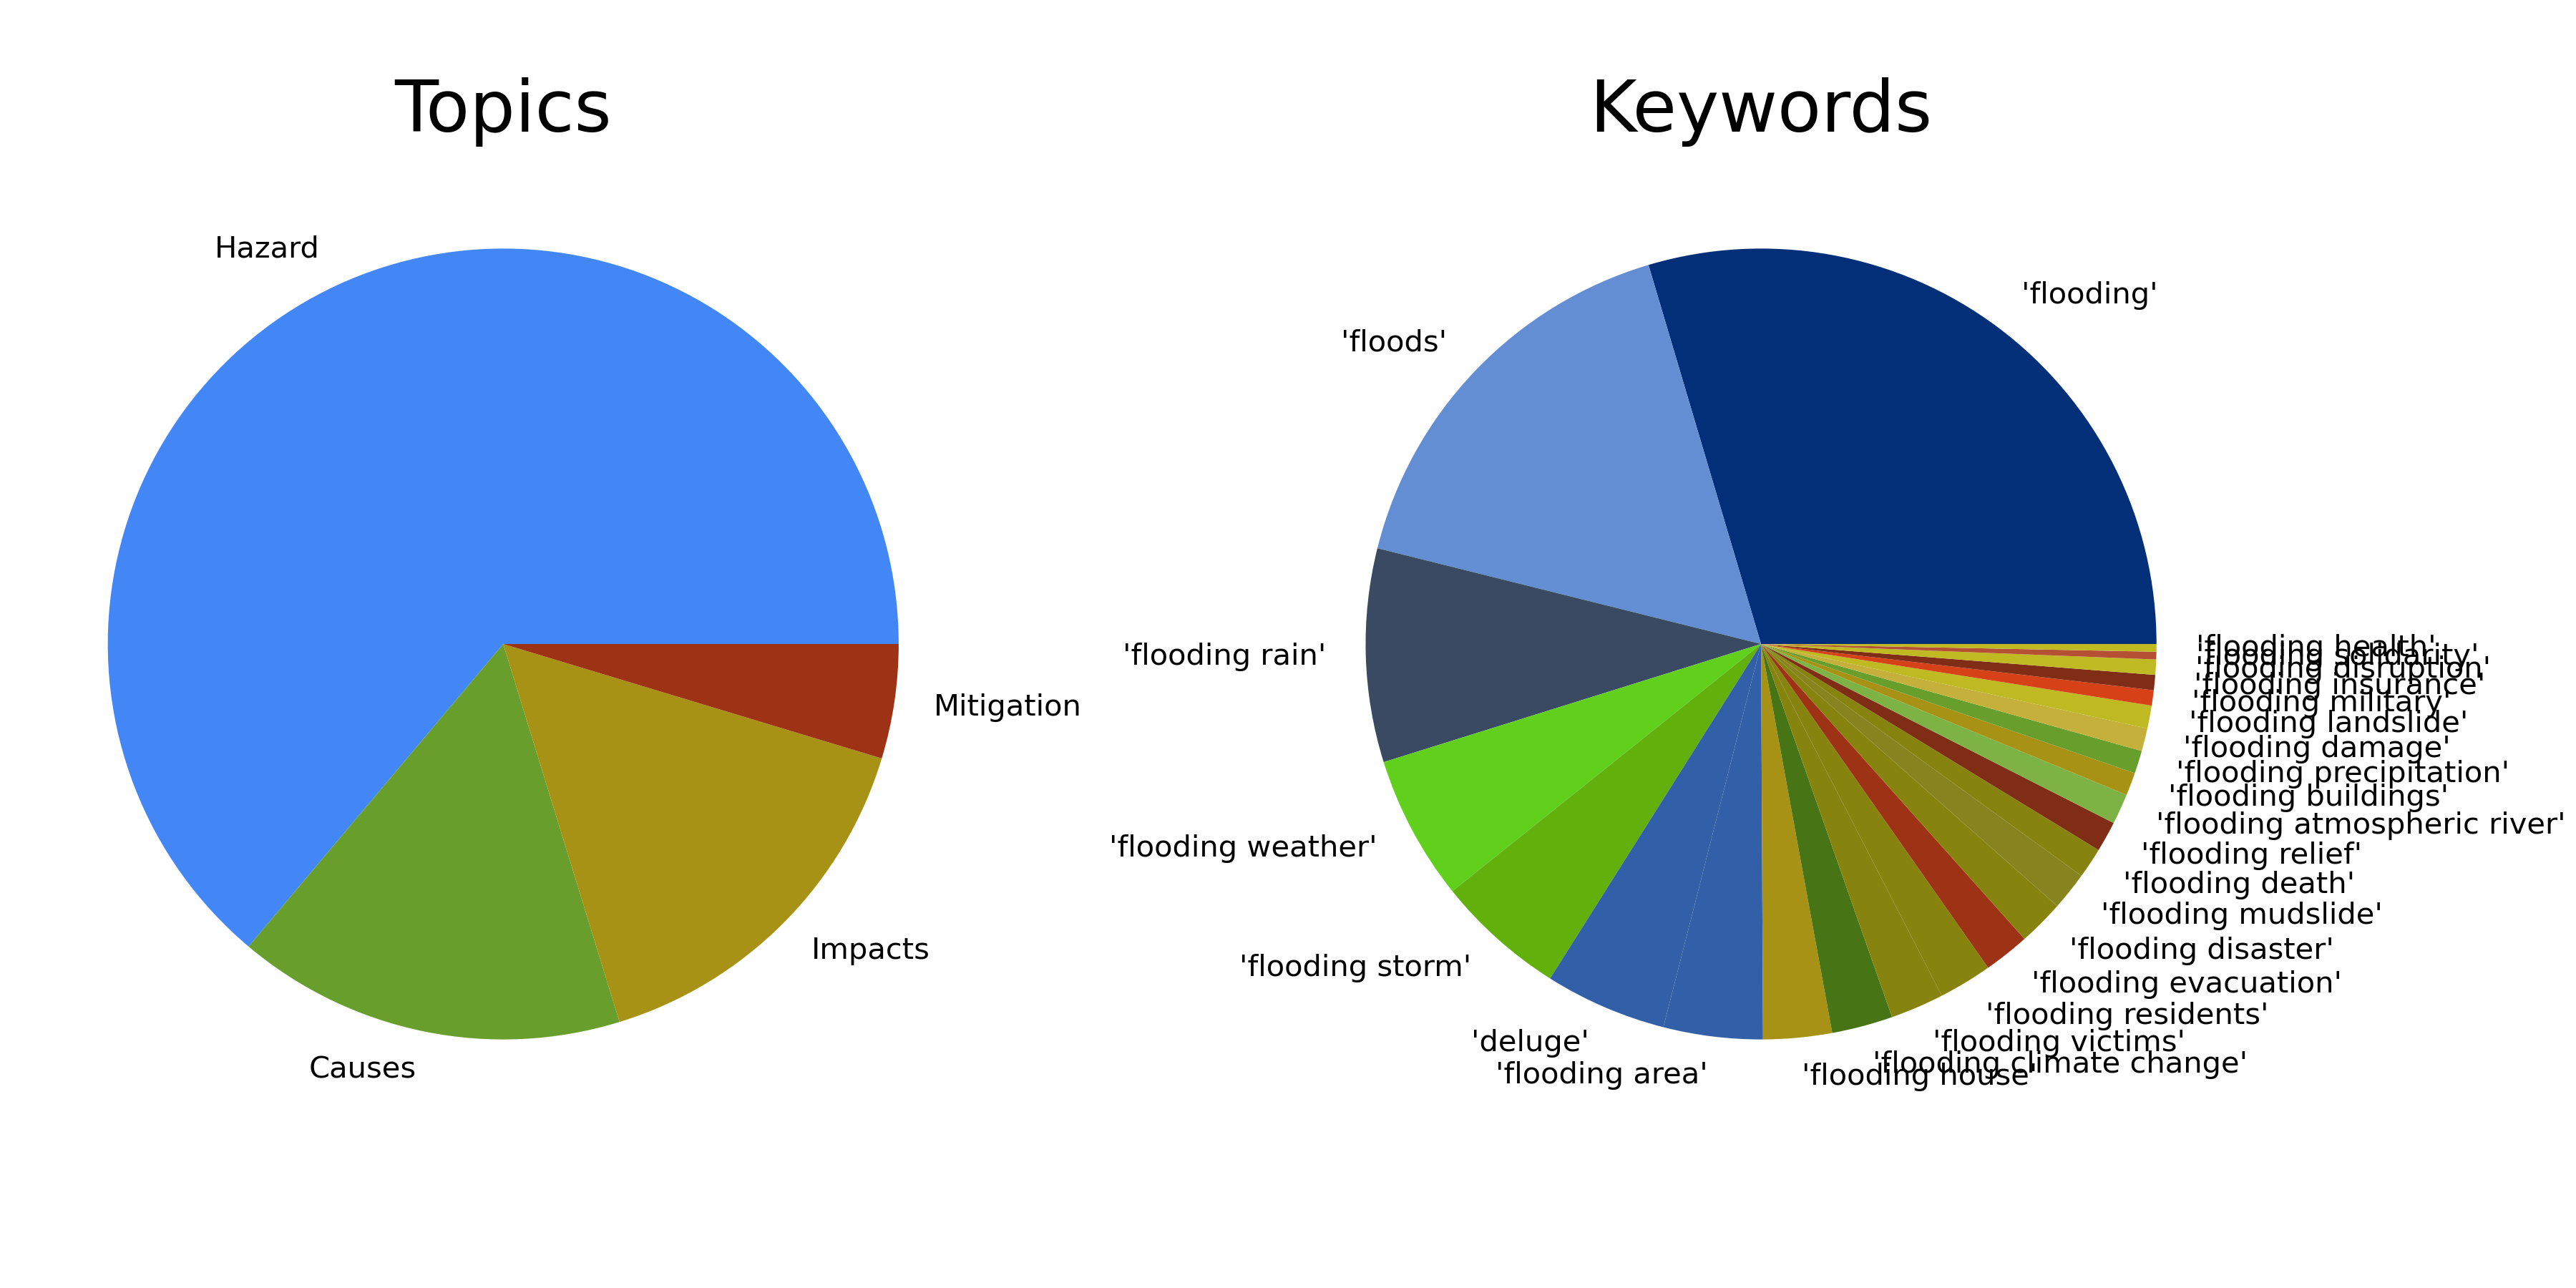 Topics
Keywords
Hazard
Mitigation
Impacts
Causes
'flooding'
'floods'
'flooding rain'
'flooding weather'
'flooding storm'
'deluge'
'flooding area'
'flooding house'
'flooding climate change'
'flooding victims'
'flooding residents'
'flooding evacuation'
'flooding disaster'
'flooding mudslide'
'flooding death'
'flooding relief'
'flooding atmospheric river'
'flooding buildings'
'flooding precipitation'
'flooding damage'
'flooding landslide'
'flooding military'
'flooding insurance'
'flooding disruption'
'flooding solidarity'
'flooding health'